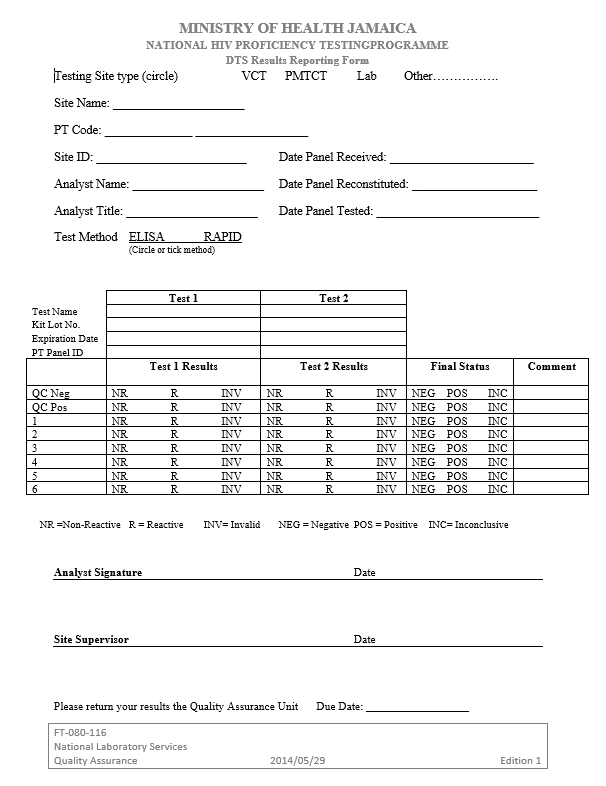 MINISTRY OF HEALTH JAMAICA
NATIONAL HIV PROFICIENCY TESTINGPROGRAMME
DTS Results Reporting Form
Testing Site type (circle) VCT PMTCT Lab Other…………….
Site Name: ____________________
PT Code: ______________ __________________
Site ID: ________________________ Date Panel Received: _______________________
Analyst Name: _____________________ Date Panel Reconstituted: ____________________
Analyst Title: _____________________ Date Panel Tested: __________________________
Test Method ELISA RAPID
(Circle or tick method)
Test 1 Test 2
Test Name
Kit Lot No.
Expiration Date
PT Panel ID
Test 1 Results Test 2 Results Final Status Comment
QC Neg NR R INV NR R INV NEG POS INC
QC Pos NR R INV NR R INV NEG POS INC
1 NR R INV NR R INV NEG POS INC
2 NR R INV NR R INV NEG POS INC
3 NR R INV NR R INV NEG POS INC
4 NR R INV NR R INV NEG POS INC
5 NR R INV NR R INV NEG POS INC
6 NR R INV NR R INV NEG POS INC
NR =Non-Reactive R = Reactive INV= Invalid NEG = Negative POS = Positive INC= Inconclusive
Analyst Signature Date
Site Supervisor Date
Please return your results the Quality Assurance Unit Due Date: __________________
FT-080-116
National Laboratory Services
Quality Assurance 2014/05/29 Edition 1